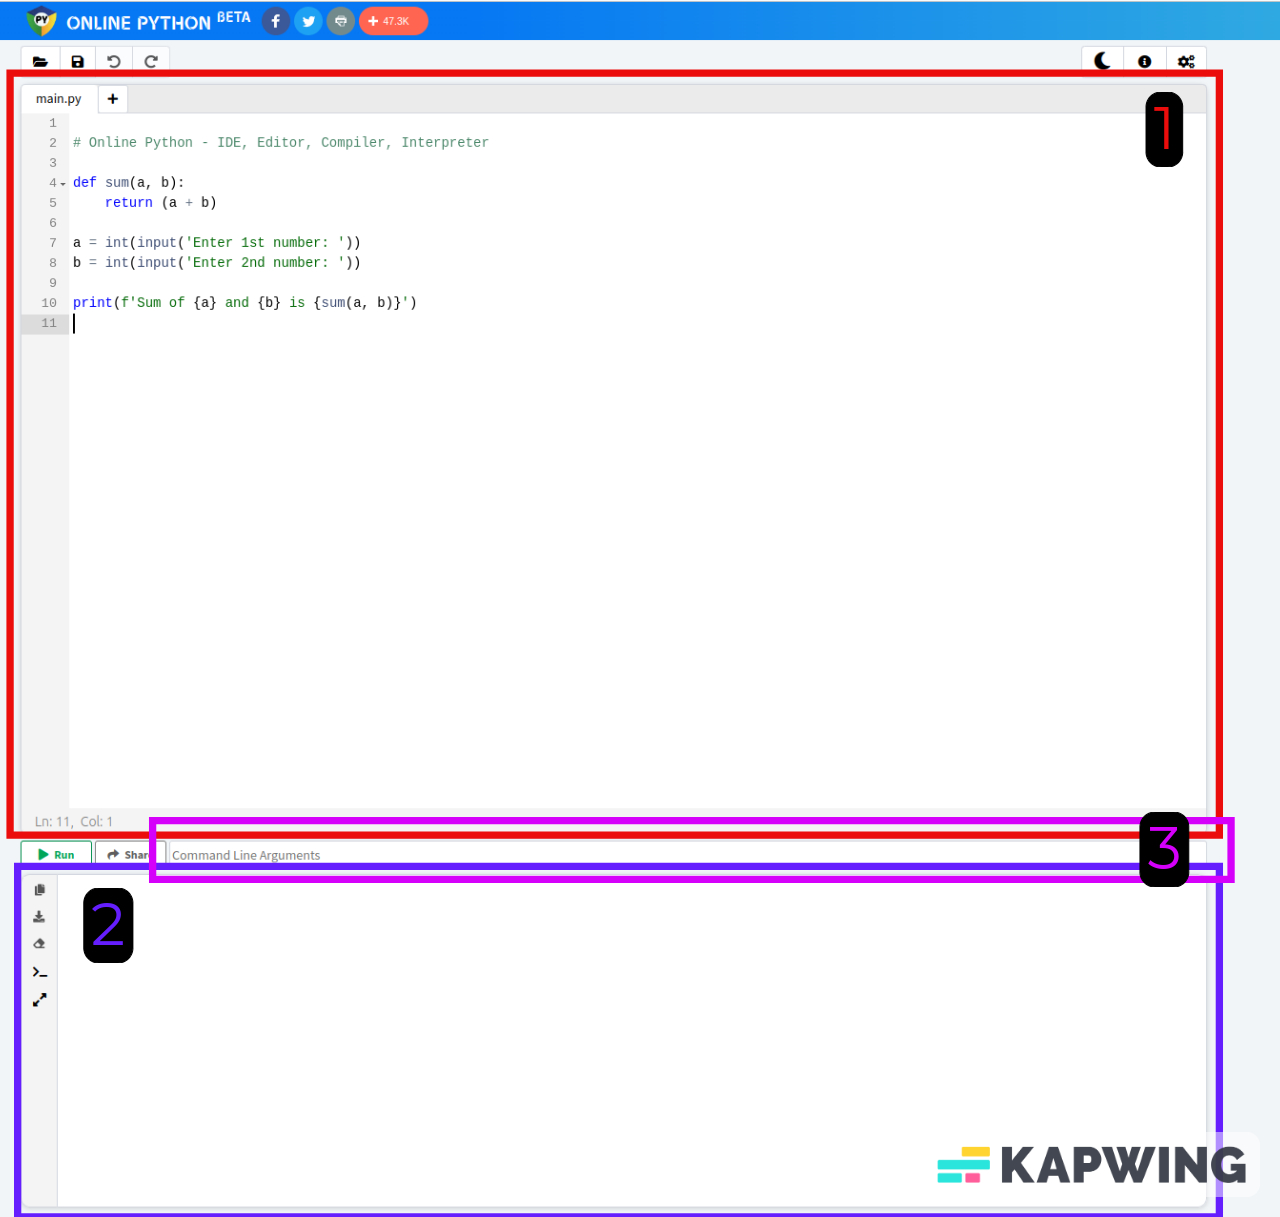 PY ONLINE PYTHON BETA f + 47.3K
main.py +
1
1
2 # Online Python - IDE, Editor, Compiler, Interpreter
3
4 def sum(a, b):
5     return (a + b)
6
7 a = int(input('Enter 1st number: '))
8 b = int(input('Enter 2nd number: '))
9
10 print(f'Sum of {a} and {b} is {sum(a, b)}')
11
Ln: 11, Col: 1
3
Run Shar Command Line Arguments
2
>_
KAPWING